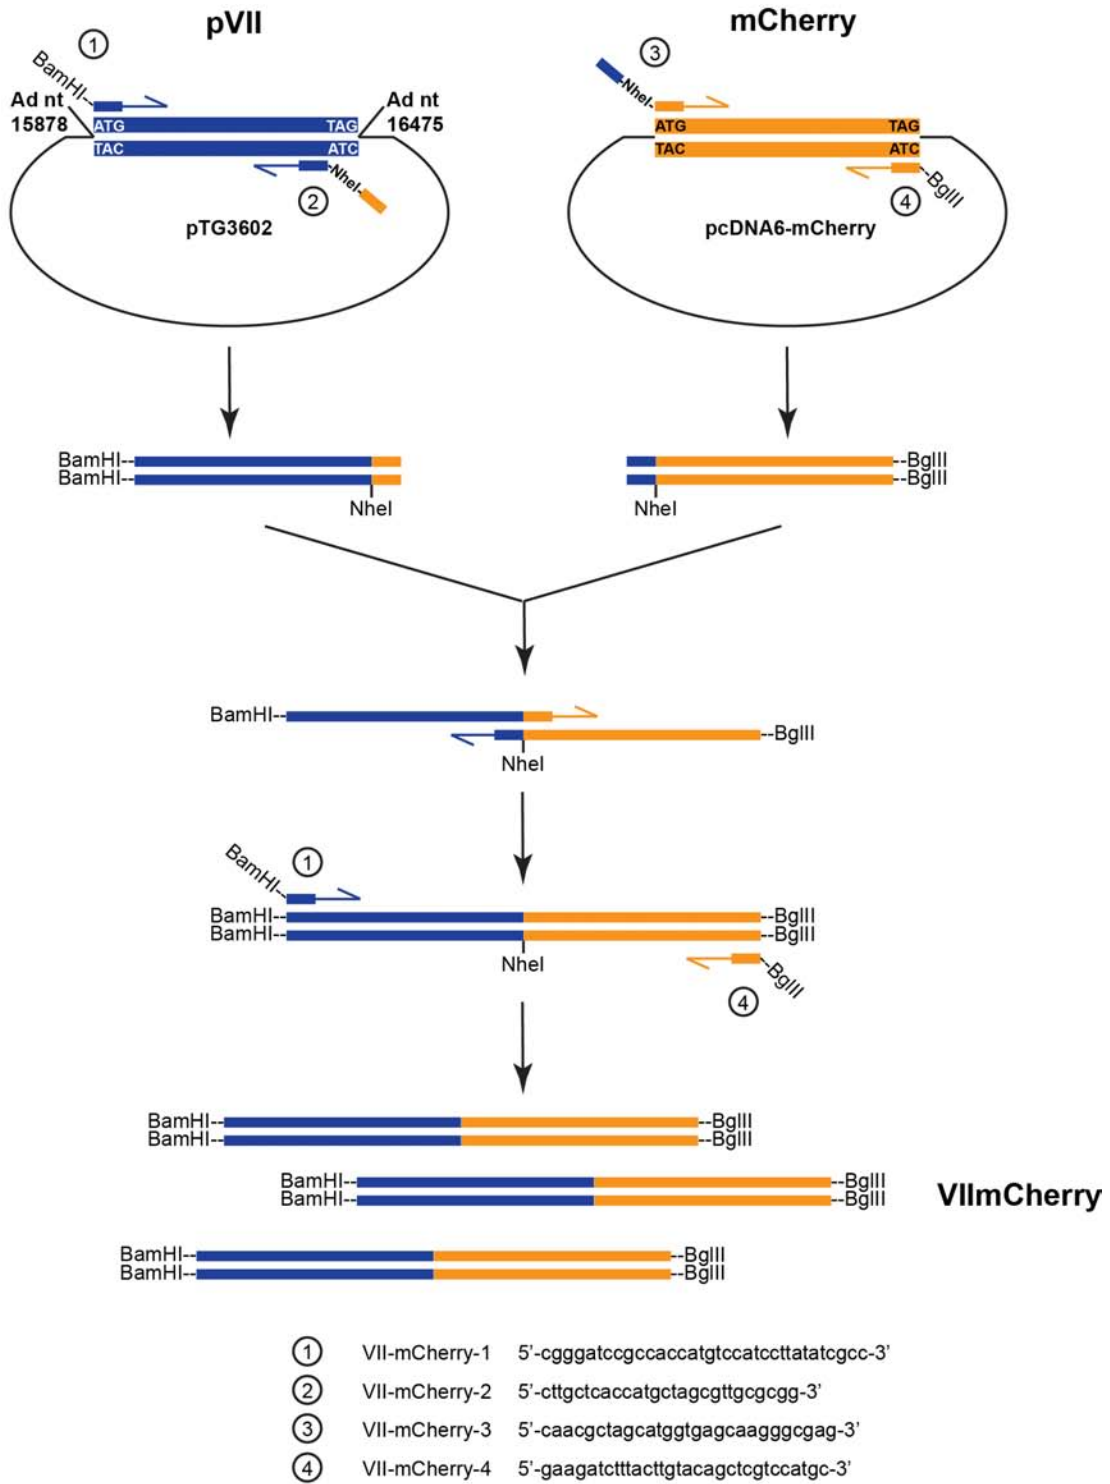 pVII
mCherry
1
3
BamHI--
-NheI-
Ad nt
15878
Ad nt
16475
ATG TAG
TAC ATC
ATG TAG
TAC ATC
-NheI-
--BglII
2
4
pTG3602
pcDNA6-mCherry
BamHI--
BamHI--
--BglII
--BglII
NheI
NheI
BamHI--
--BglII
NheI
BamHI--
1
BamHI--
BamHI--
--BglII
--BglII
NheI
--BglII
4
BamHI--
BamHI--
--BglII
--BglII
BamHI--
BamHI--
--BglII
--BglII
VIImCherry
BamHI--
BamHI--
--BglII
--BglII
1 VII-mCherry-1 5'-cgggatccgccaccatgtccatccttatatcgcc-3'
2 VII-mCherry-2 5'-cttgctcaccatgctagcgttgcgcgg-3'
3 VII-mCherry-3 5'-caacgctagcatggtgagcaagggcgag-3'
4 VII-mCherry-4 5'-gaagatctttacttgtacagctcgtccatgc-3'